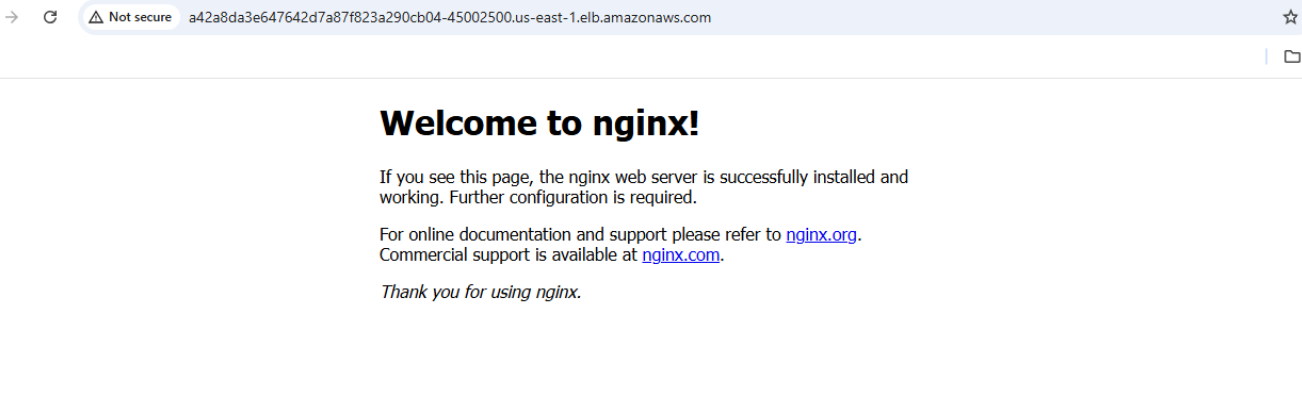 Not secure a42a8da3e647642d7a87f823a290cb04-45002500.us-east-1.elb.amazonaws.com
Welcome to nginx!
If you see this page, the nginx web server is successfully installed and
working. Further configuration is required.
For online documentation and support please refer to nginx.org.
Commercial support is available at nginx.com.
Thank you for using nginx.